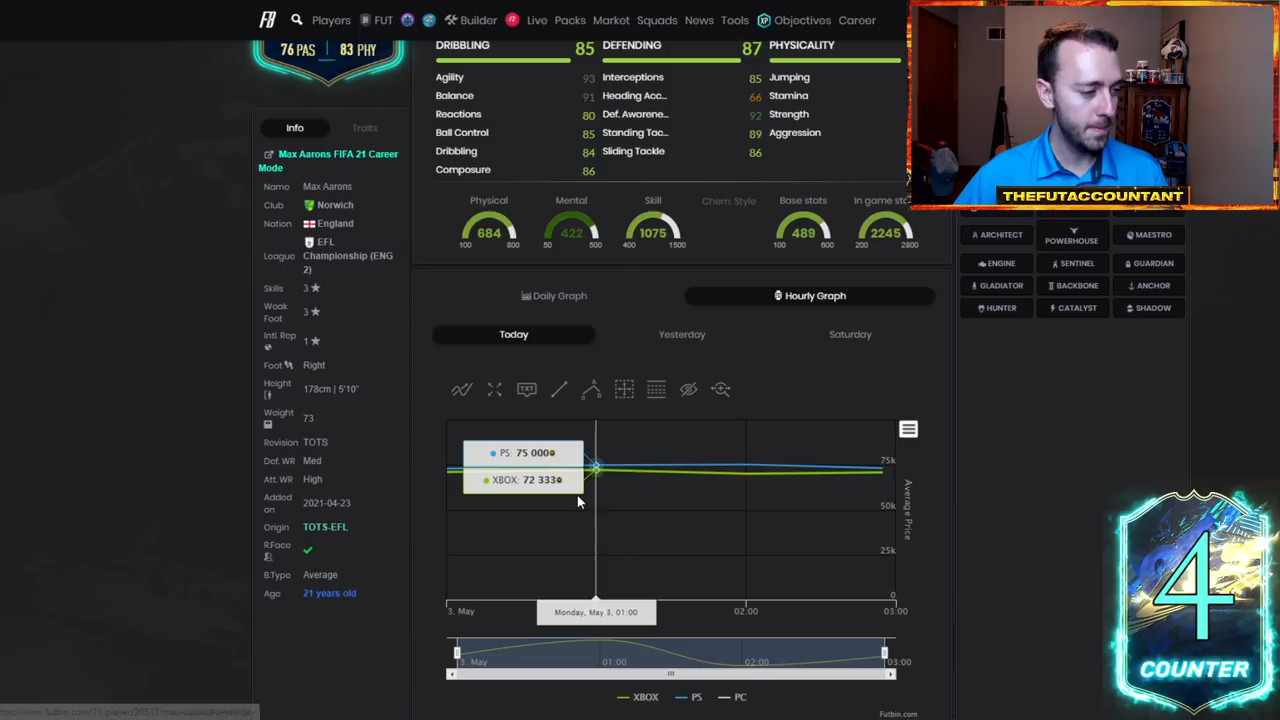 Players FUT Builder Live Packs Market Squads News Tools XP Objectives Career
76 PAS 83 PHY
DRIBBLING 85 DEFENDING 87 PHYSICALITY
Agility 93 Interceptions 85 Jumping
Balance 91 Heading Acc... 66 Stamina
Reactions 80 Def. Awarene... 92 Strength
Ball Control 85 Standing Tac... 89 Aggression
Dribbling 84 Sliding Tackle 86
Composure 86
Info Traits
Max Aarons FIFA 21 Career
Mode
Name Max Aarons
Club Norwich
Nation England
League EFL
Championship (ENG
2)
Skills 3
Weak
Foot 3
Intl. Rep 1
Foot Right
Height 178cm | 5'10"
Weight 73
Revision TOTS
Def. WR Med
Att. WR High
Added
on 2021-04-23
Origin TOTS-EFL
R.Face
B.Type Average
Age 21 years old
Physical Mental Skill Chem. Style Base stats In game sta
684 422 1075 489 2245
100 800 50 500 400 1500 100 600 200 2800
Daily Graph Hourly Graph
Today Yesterday Saturday
TXT
PS: 75 000
XBOX: 72 333
75k
50k
25k
0
Average Price
3. May Monday, May 3, 01:00 02:00 03:00
3. May 01:00 02:00 03:00
XBOX PS PC
Futbin.com
THEFUTACCOUNTANT
ARCHITECT POWERHOUSE MAESTRO
ENGINE SENTINEL GUARDIAN
GLADIATOR BACKBONE ANCHOR
HUNTER CATALYST SHADOW
4
COUNTER